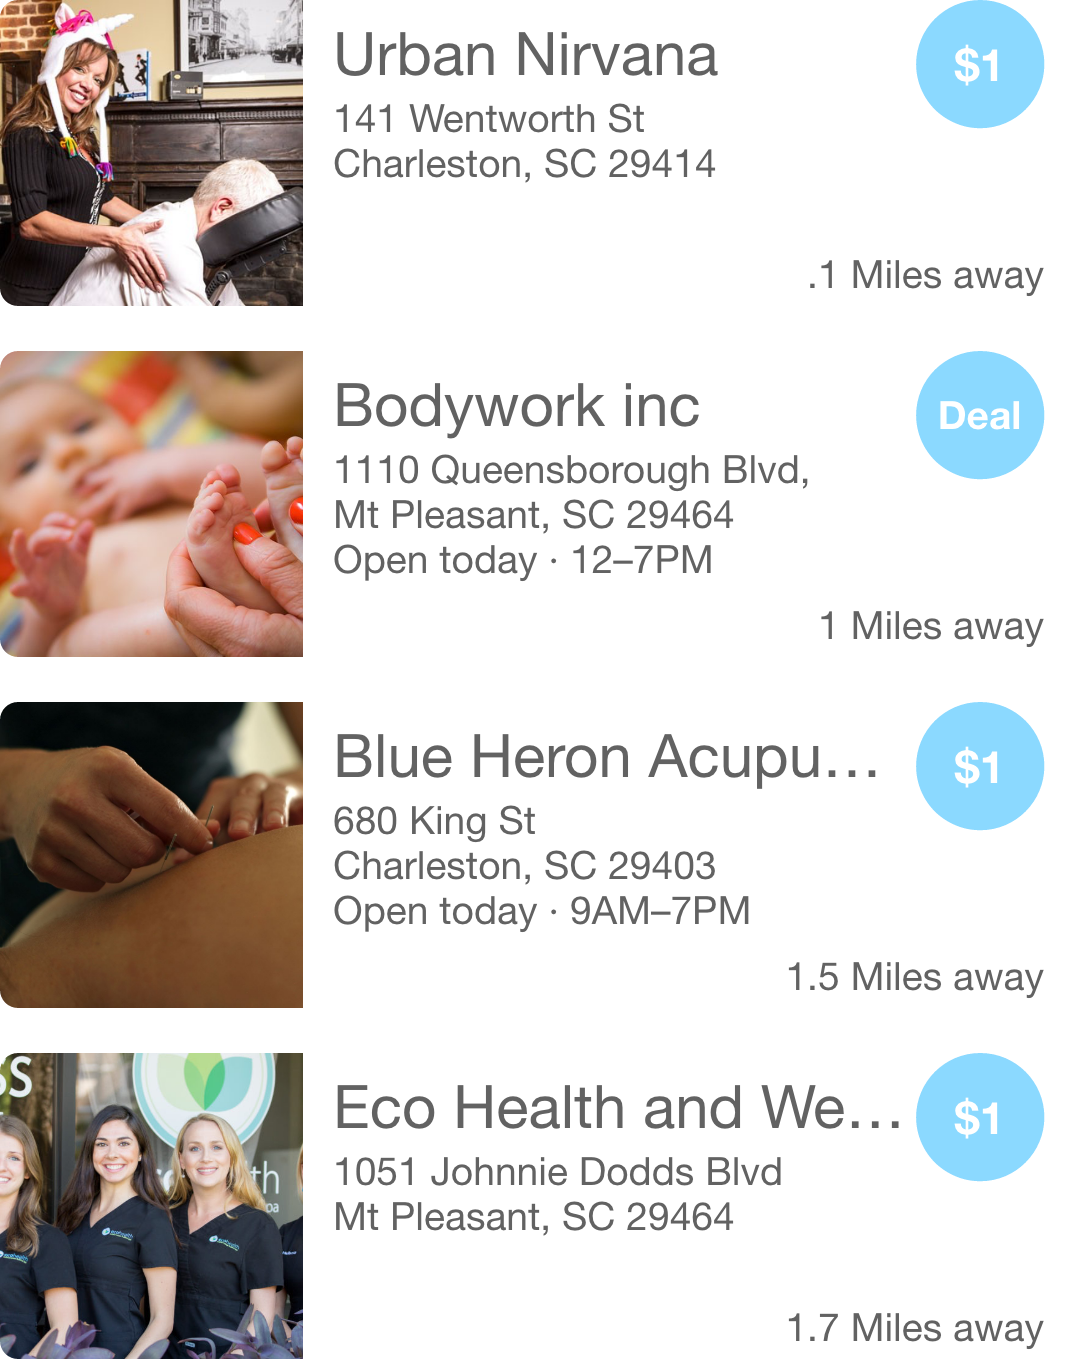 Urban Nirvana
$1
141 Wentworth St
Charleston, SC 29414
.1 Miles away
Bodywork inc
Deal
1110 Queensborough Blvd,
Mt Pleasant, SC 29464
Open today · 12–7PM
1 Miles away
Blue Heron Acupu…
$1
680 King St
Charleston, SC 29403
Open today · 9AM–7PM
1.5 Miles away
Eco Health and We…
$1
1051 Johnnie Dodds Blvd
Mt Pleasant, SC 29464
1.7 Miles away